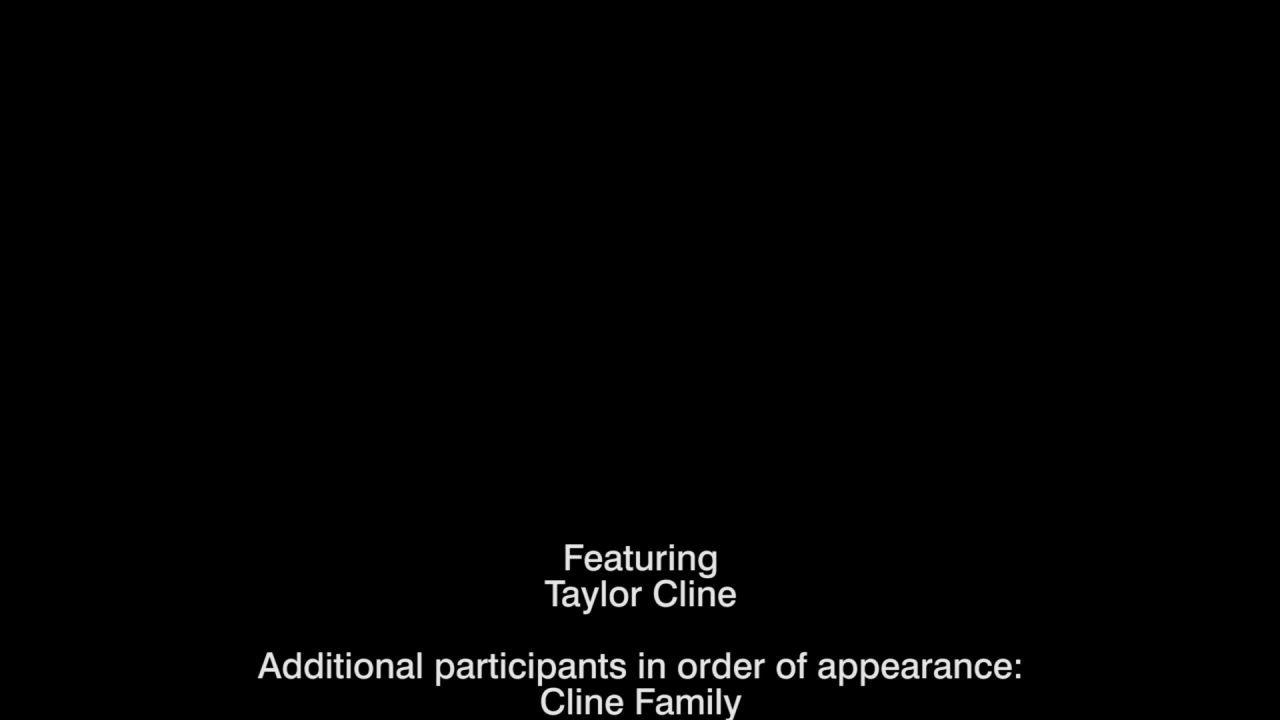 Featuring
Taylor Cline
Additional participants in order of appearance:
Cline Family